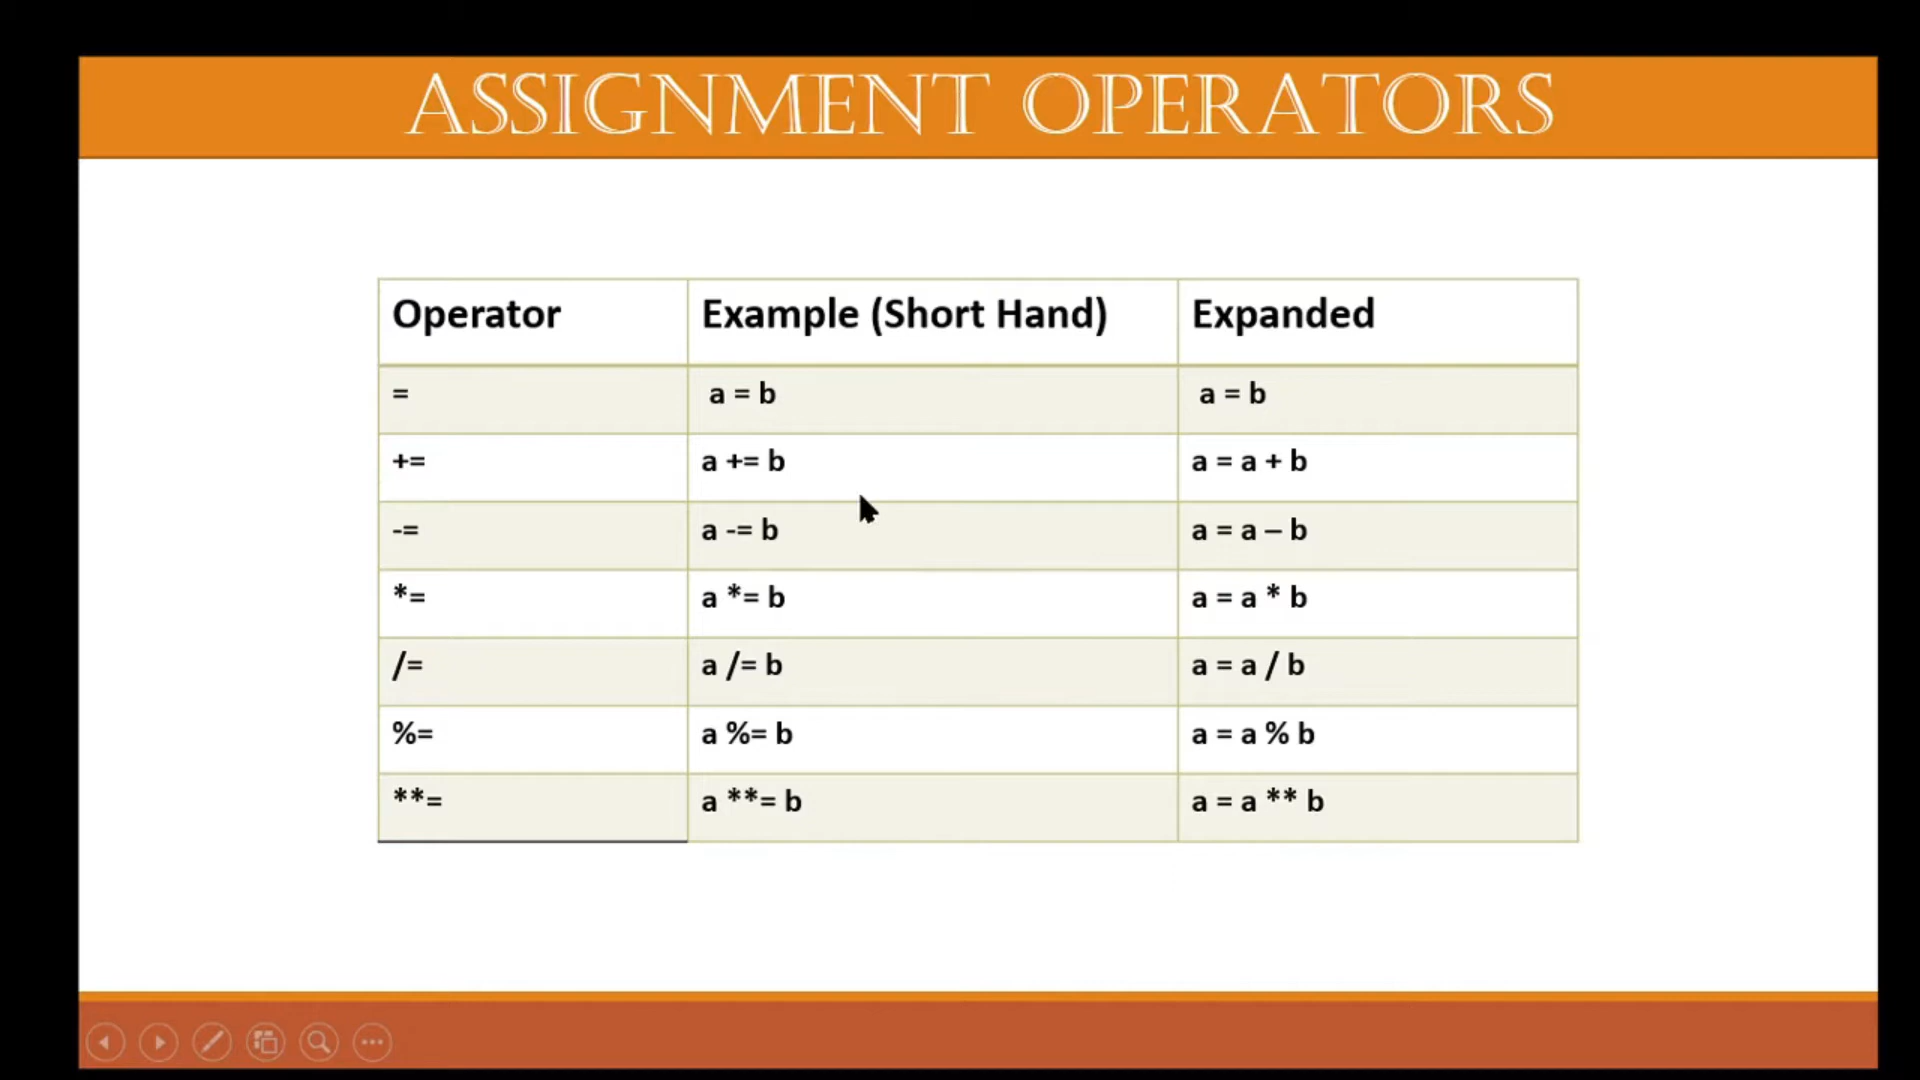 ASSIGNMENT OPERATORS
Operator Example (Short Hand) Expanded
= a = b a = b
+= a += b a = a + b
-= a -= b a = a – b
*= a *= b a = a * b
/= a /= b a = a / b
%= a %= b a = a % b
**= a **= b a = a ** b